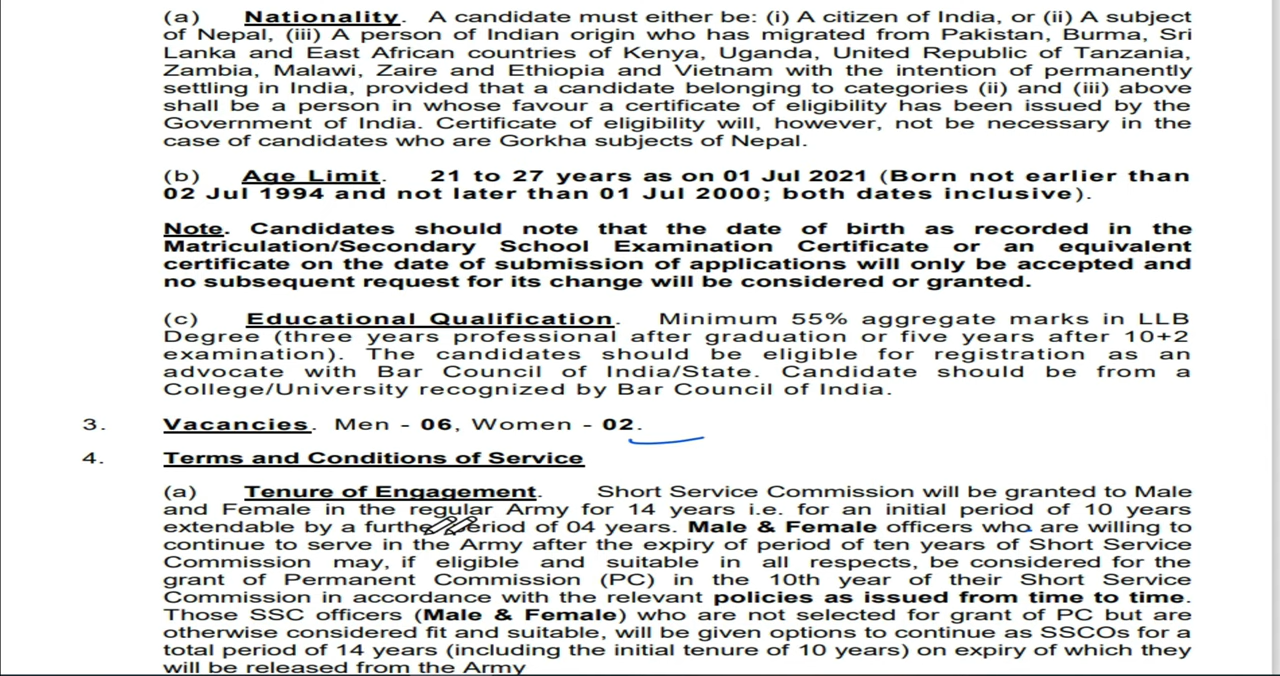 (a) Nationality. A candidate must either be: (i) A citizen of India, or (ii) A subject
of Nepal, (iii) A person of Indian origin who has migrated from Pakistan, Burma, Sri
Lanka and East African countries of Kenya, Uganda, United Republic of Tanzania,
Zambia, Malawi, Zaire and Ethiopia and Vietnam with the intention of permanently
settling in India, provided that a candidate belonging to categories (ii) and (iii) above
shall be a person in whose favour a certificate of eligibility has been issued by the
Government of India. Certificate of eligibility will, however, not be necessary in the
case of candidates who are Gorkha subjects of Nepal.
(b) Age Limit. 21 to 27 years as on 01 Jul 2021 (Born not earlier than
02 Jul 1994 and not later than 01 Jul 2000; both dates inclusive).
Note. Candidates should note that the date of birth as recorded in the
Matriculation/Secondary School Examination Certificate or an equivalent
certificate on the date of submission of applications will only be accepted and
no subsequent request for its change will be considered or granted.
(c) Educational Qualification. Minimum 55% aggregate marks in LLB
Degree (three years professional after graduation or five years after 10+2
examination). The candidates should be eligible for registration as an
advocate with Bar Council of India/State. Candidate should be from a
College/University recognized by Bar Council of India.
3. Vacancies. Men - 06, Women - 02.
4. Terms and Conditions of Service
(a) Tenure of Engagement. Short Service Commission will be granted to Male
and Female in the regular Army for 14 years i.e. for an initial period of 10 years
extendable by a further period of 04 years. Male & Female officers who are willing to
continue to serve in the Army after the expiry of period of ten years of Short Service
Commission may, if eligible and suitable in all respects, be considered for the
grant of Permanent Commission (PC) in the 10th year of their Short Service
Commission in accordance with the relevant policies as issued from time to time.
Those SSC officers (Male & Female) who are not selected for grant of PC but are
otherwise considered fit and suitable, will be given options to continue as SSCOs for a
total period of 14 years (including the initial tenure of 10 years) on expiry of which they
will be released from the Army